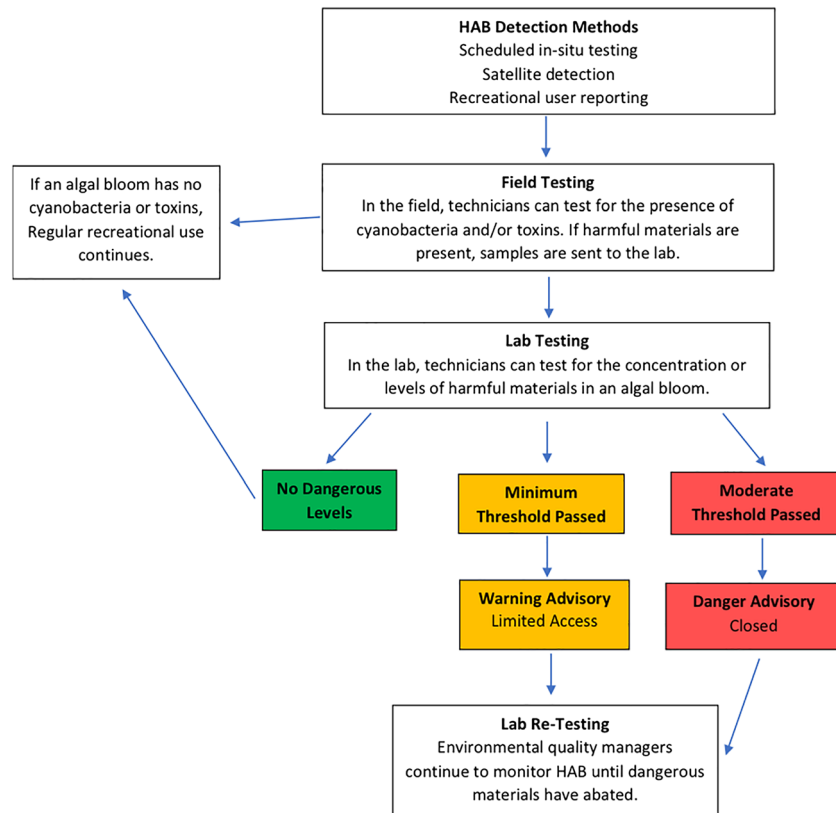 HAB Detection Methods
Scheduled in-situ testing
Satellite detection
Recreational user reporting
If an algal bloom has no
cyanobacteria or toxins,
Regular recreational use
continues.
Field Testing
In the field, technicians can test for the presence of
cyanobacteria and/or toxins. If harmful materials are
present, samples are sent to the lab.
Lab Testing
In the lab, technicians can test for the concentration or
levels of harmful materials in an algal bloom.
No Dangerous
Levels
Minimum
Threshold Passed
Moderate
Threshold Passed
Warning Advisory
Limited Access
Danger Advisory
Closed
Lab Re-Testing
Environmental quality managers
continue to monitor HAB until dangerous
materials have abated.